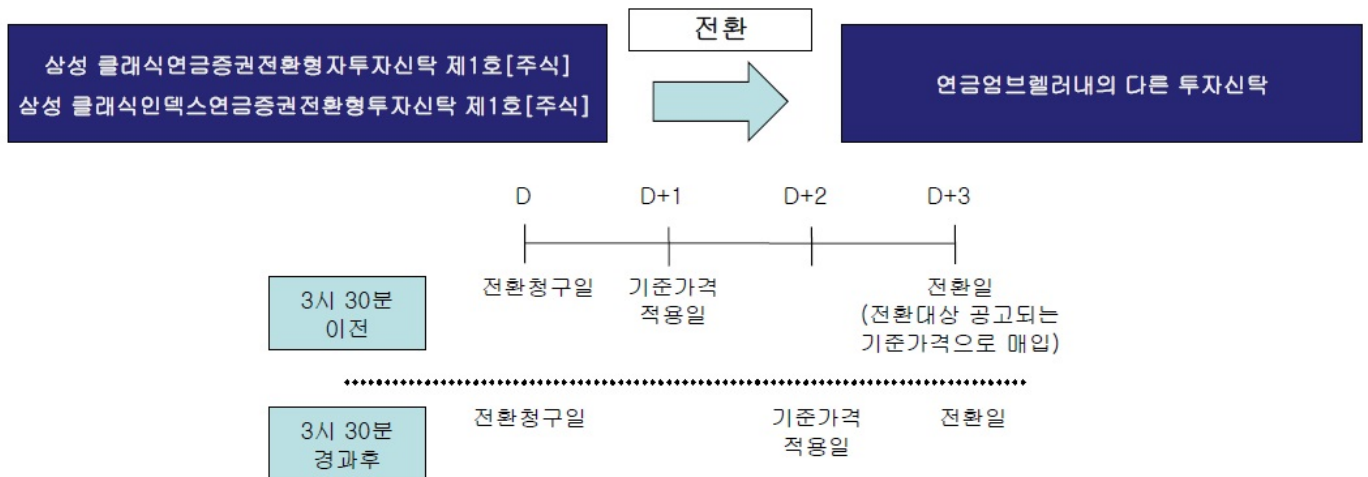 전환
삼성 클래식연금증권전환형자투자신탁 제1호[주식]
삼성 클래식인덱스연금증권전환형투자신탁 제1호[주식]
연금엄브렐러내의 다른 투자신탁
D D+1 D+2 D+3
3시 30분
이전
전환청구일
기준가격
적용일
전환일
(전환대상 공고되는
기준가격으로 매입)
3시 30분
경과후
전환청구일
기준가격
적용일
전환일